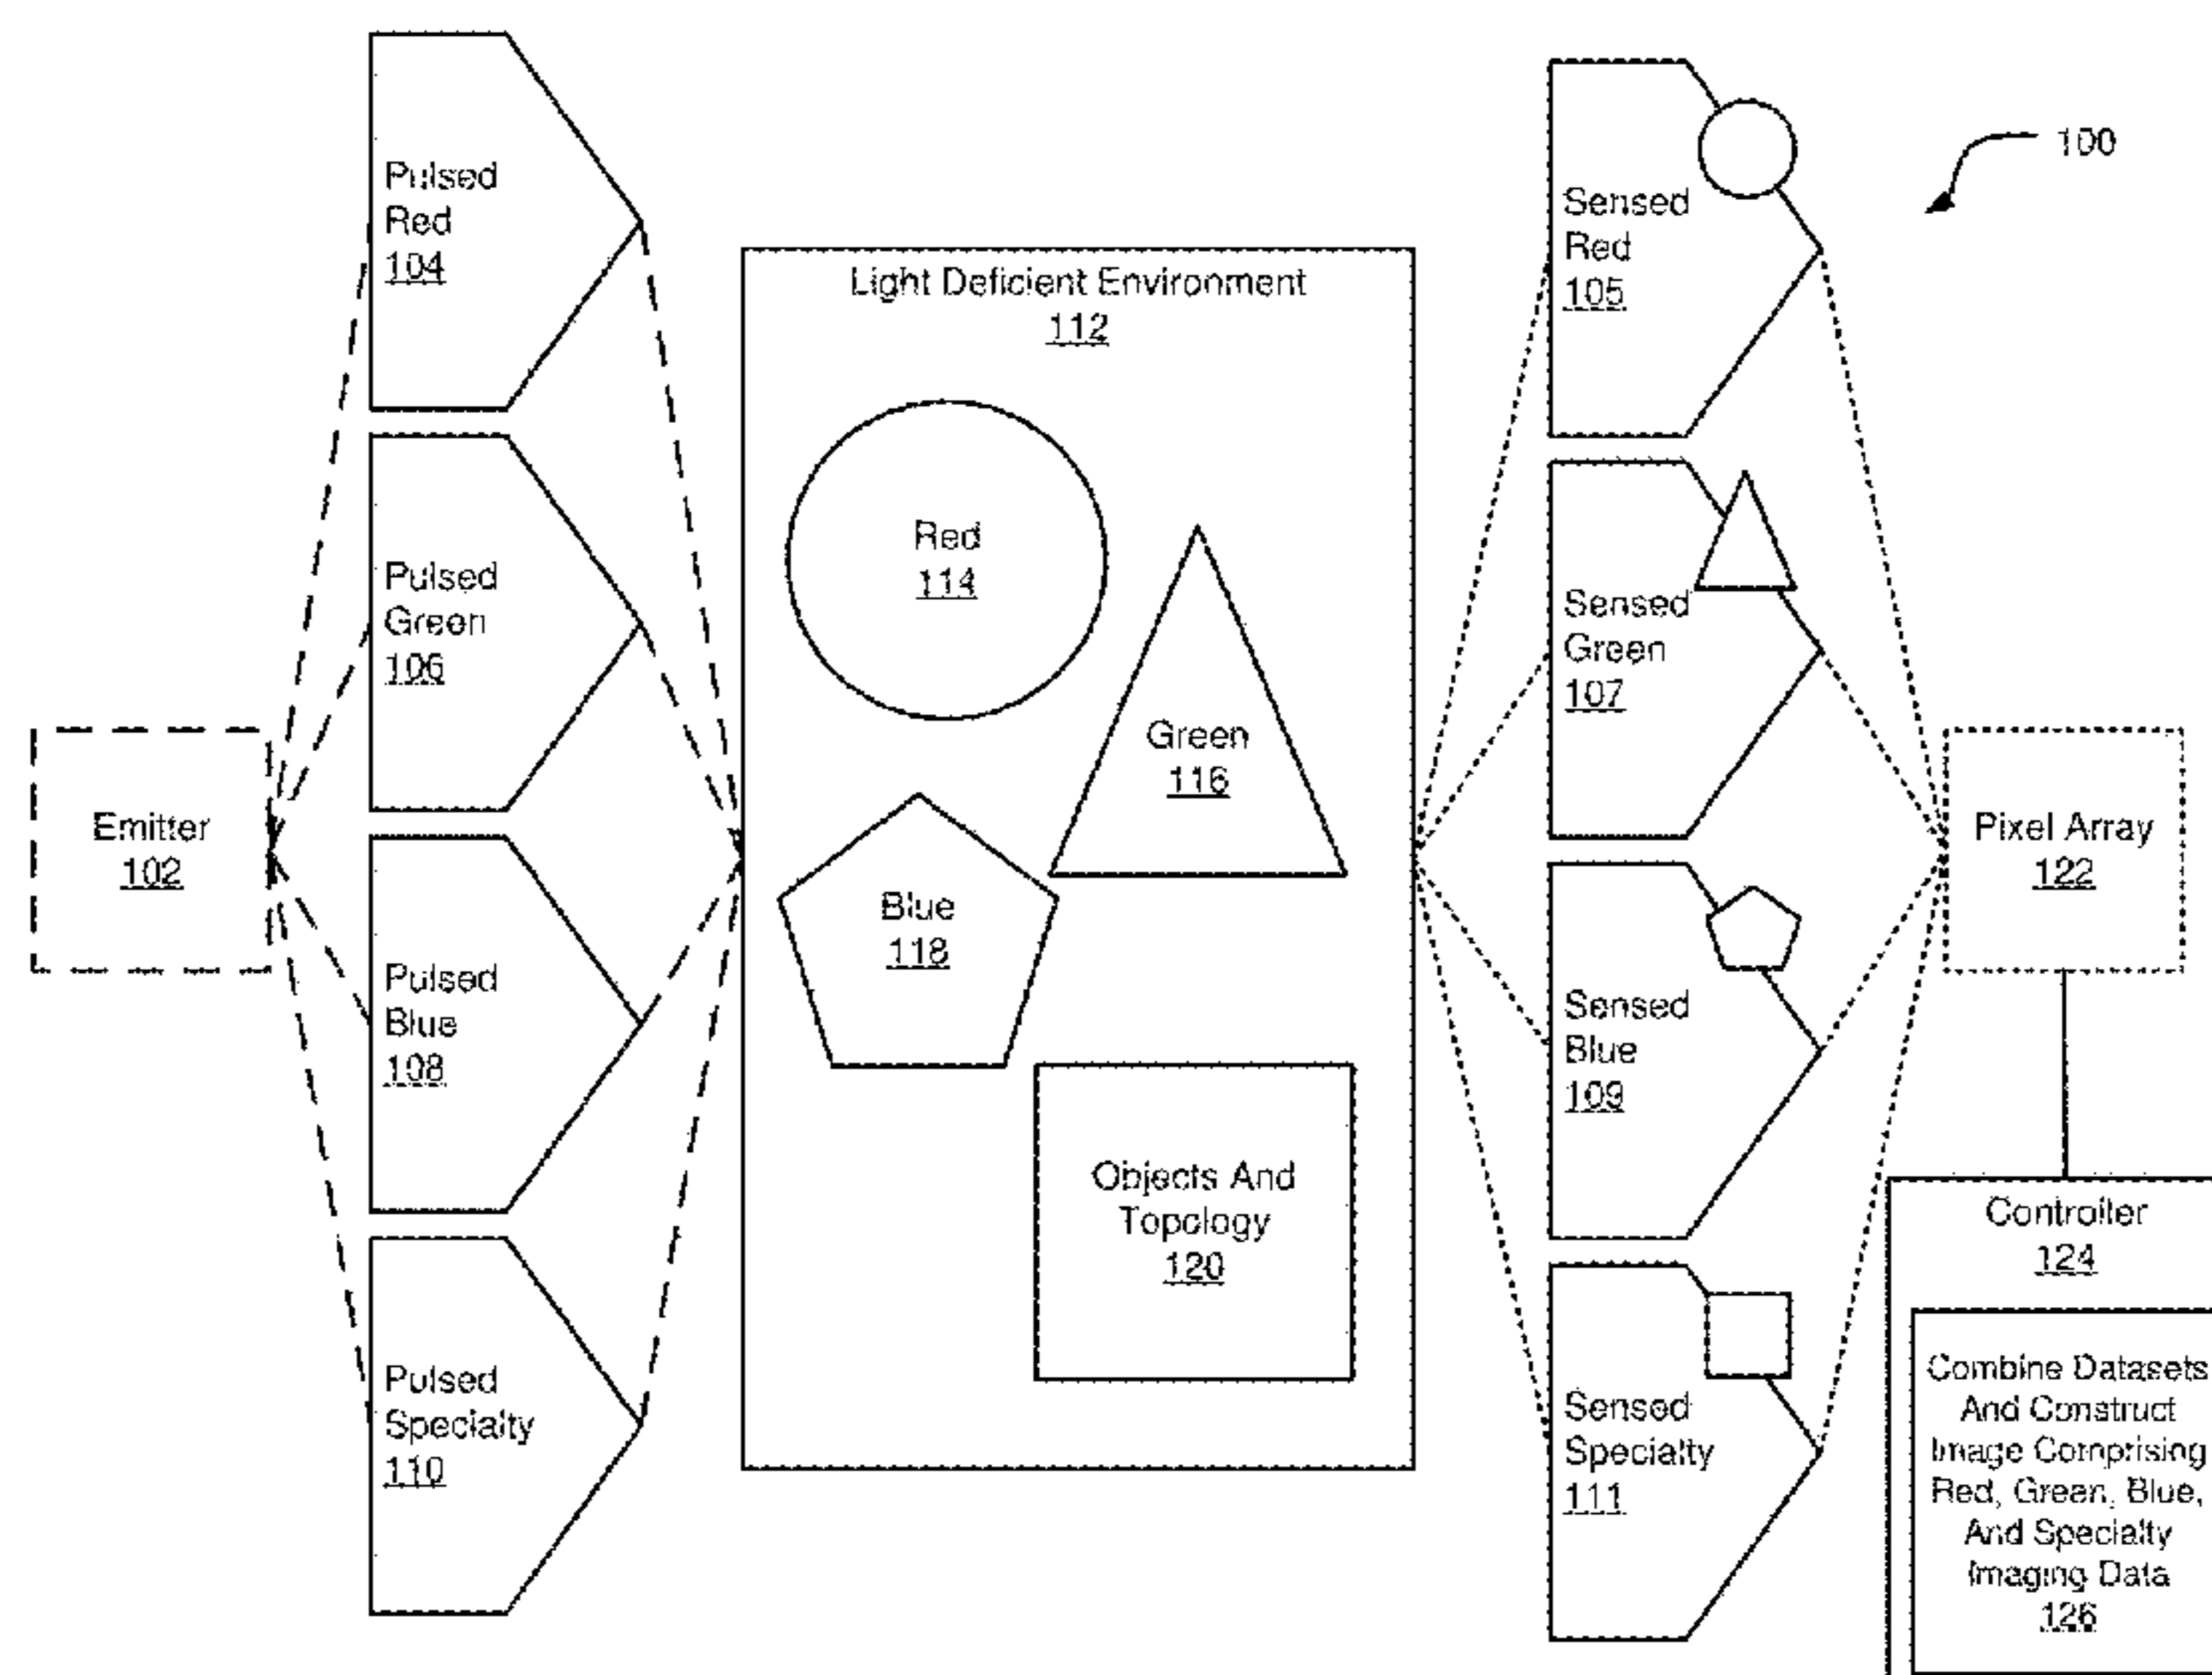 Pulsed
Red
104
Pulsed
Green
106
Pulsed
Blue
108
Pulsed
Specialty
110
Emitter
102
Light Deficient Environment
112
Red
114
Green
116
Blue
118
Objects And
Topology
120
Sensed
Red
105
Sensed
Green
107
Sensed
Blue
109
Sensed
Specialty
111
100
Pixel Array
122
Controller
124
Combine Datasets
And Construct
Image Comprising
Red, Green, Blue,
And Specialty
Imaging Data
126